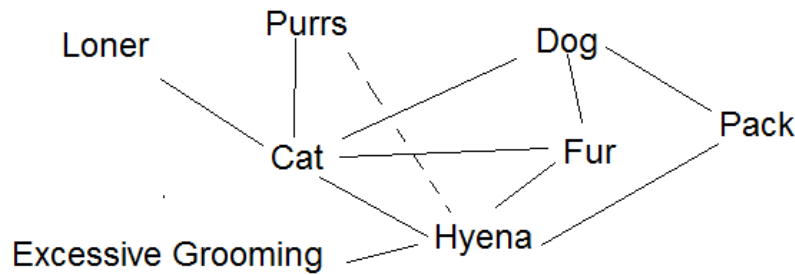 Loner
Purrs
Dog
Pack
Cat
Fur
Hyena
Excessive Grooming